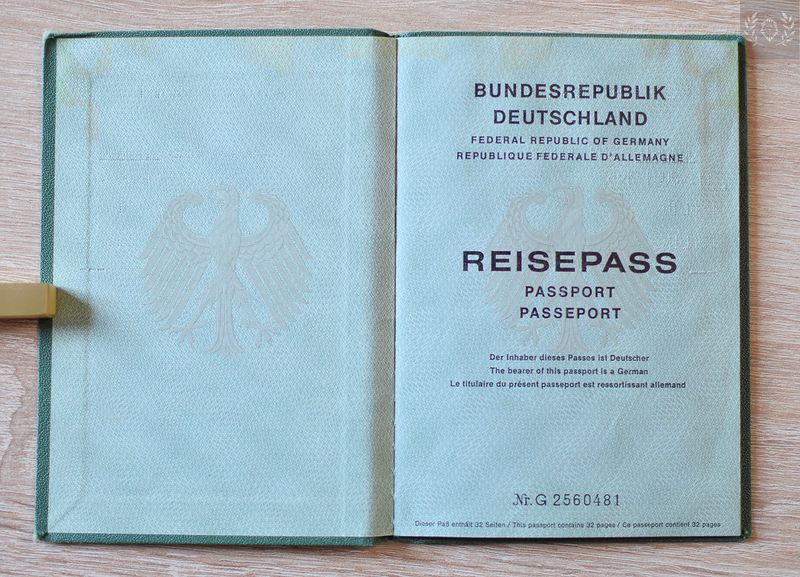 BUNDESREPUBLIK
DEUTSCHLAND
FEDERAL REPUBLIC OF GERMANY
REPUBLIQUE FEDERALE D'ALLEMAGNE
REISEPASS
PASSPORT
PASSEPORT
Der Inhaber dieses Passes ist Deutscher
The bearer of this passport is a German
Le titulaire du présent passeport est ressortissant allemand
Nr. G 2560481
Dieser Paß enthält 32 Seiten / This passport contains 32 pages / Ce passeport contient 32 pages